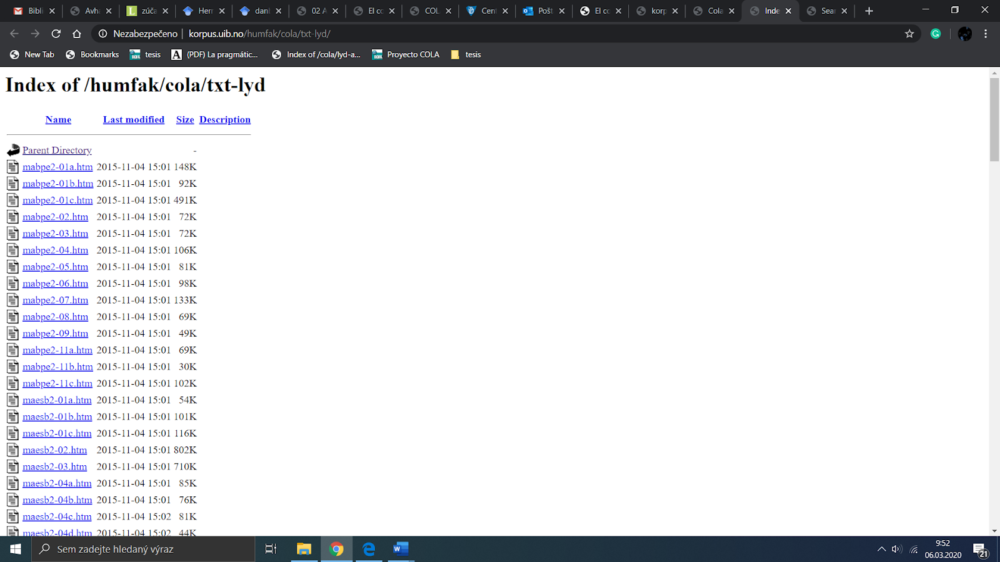 Bibli Avha zúča Herr danl 02 A El co COL Cent Pošt El co korp Cola Inde Sear
Nezabezpečeno | korpus.uib.no/humfak/cola/txt-lyd/
New Tab Bookmarks tesis (PDF) La pragmátic... Index of /cola/lyd-a... Proyecto COLA tesis
Index of /humfak/cola/txt-lyd
Name Last modified Size Description
Parent Directory -
mabpe2-01a.htm 2015-11-04 15:01 148K
mabpe2-01b.htm 2015-11-04 15:01 92K
mabpe2-01c.htm 2015-11-04 15:01 491K
mabpe2-02.htm 2015-11-04 15:01 72K
mabpe2-03.htm 2015-11-04 15:01 72K
mabpe2-04.htm 2015-11-04 15:01 106K
mabpe2-05.htm 2015-11-04 15:01 81K
mabpe2-06.htm 2015-11-04 15:01 98K
mabpe2-07.htm 2015-11-04 15:01 133K
mabpe2-08.htm 2015-11-04 15:01 69K
mabpe2-09.htm 2015-11-04 15:01 49K
mabpe2-11a.htm 2015-11-04 15:01 69K
mabpe2-11b.htm 2015-11-04 15:01 30K
mabpe2-11c.htm 2015-11-04 15:01 102K
maesb2-01a.htm 2015-11-04 15:01 54K
maesb2-01b.htm 2015-11-04 15:01 101K
maesb2-01c.htm 2015-11-04 15:01 116K
maesb2-02.htm 2015-11-04 15:01 802K
maesb2-03.htm 2015-11-04 15:01 710K
maesb2-04a.htm 2015-11-04 15:01 85K
maesb2-04b.htm 2015-11-04 15:01 76K
maesb2-04c.htm 2015-11-04 15:02 81K
maesb2-04d.htm 2015-11-04 15:02 44K
Sem zadejte hledaný výraz
9:52
06.03.2020
21